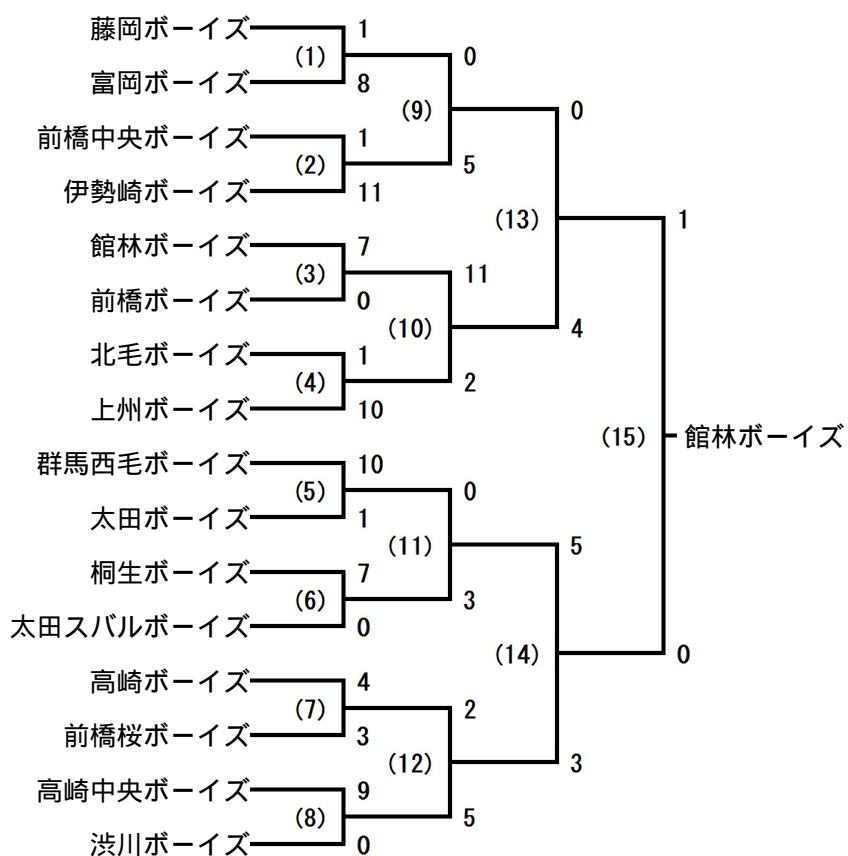 藤岡ボーイズ 1
(1) 0
富岡ボーイズ 8
(9) 0
前橋中央ボーイズ 1
(2) 5
伊勢崎ボーイズ 11
(13) 1
館林ボーイズ 7
(3) 11
前橋ボーイズ 0
(10) 4
北毛ボーイズ 1
(4) 2
上州ボーイズ 10
(15) 館林ボーイズ
群馬西毛ボーイズ 10
(5) 0
太田ボーイズ 1
(11) 5
桐生ボーイズ 7
(6) 3
太田スバルボーイズ 0
(14) 0
高崎ボーイズ 4
(7) 2
前橋桜ボーイズ 3
(12) 3
高崎中央ボーイズ 9
(8) 5
渋川ボーイズ 0